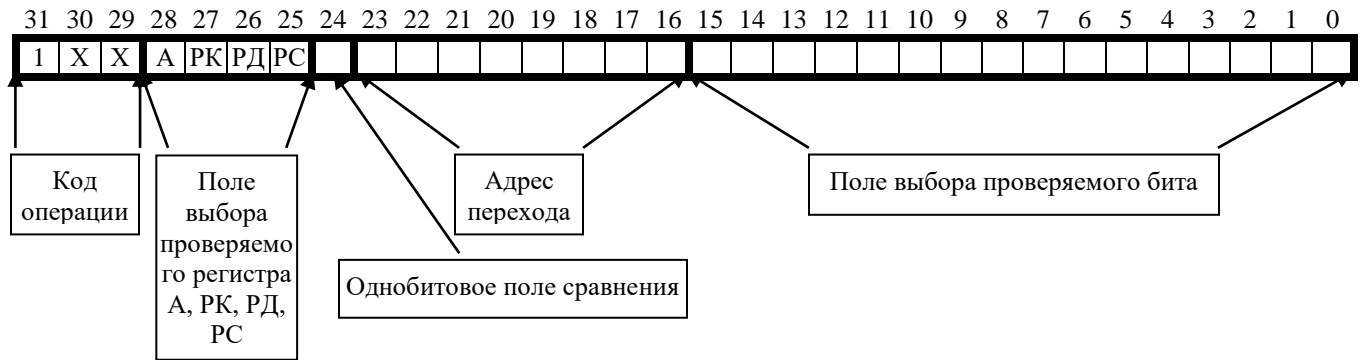 31 30 29 28 27 26 25 24 23 22 21 20 19 18 17 16 15 14 13 12 11 10 9 8 7 6 5 4 3 2 1 0
1 X X А РК РД РС
Код
операции
Поле
выбора
проверяемо
го регистра
А, РК, РД,
РС
Однобитовое поле сравнения
Адрес
перехода
Поле выбора проверяемого бита